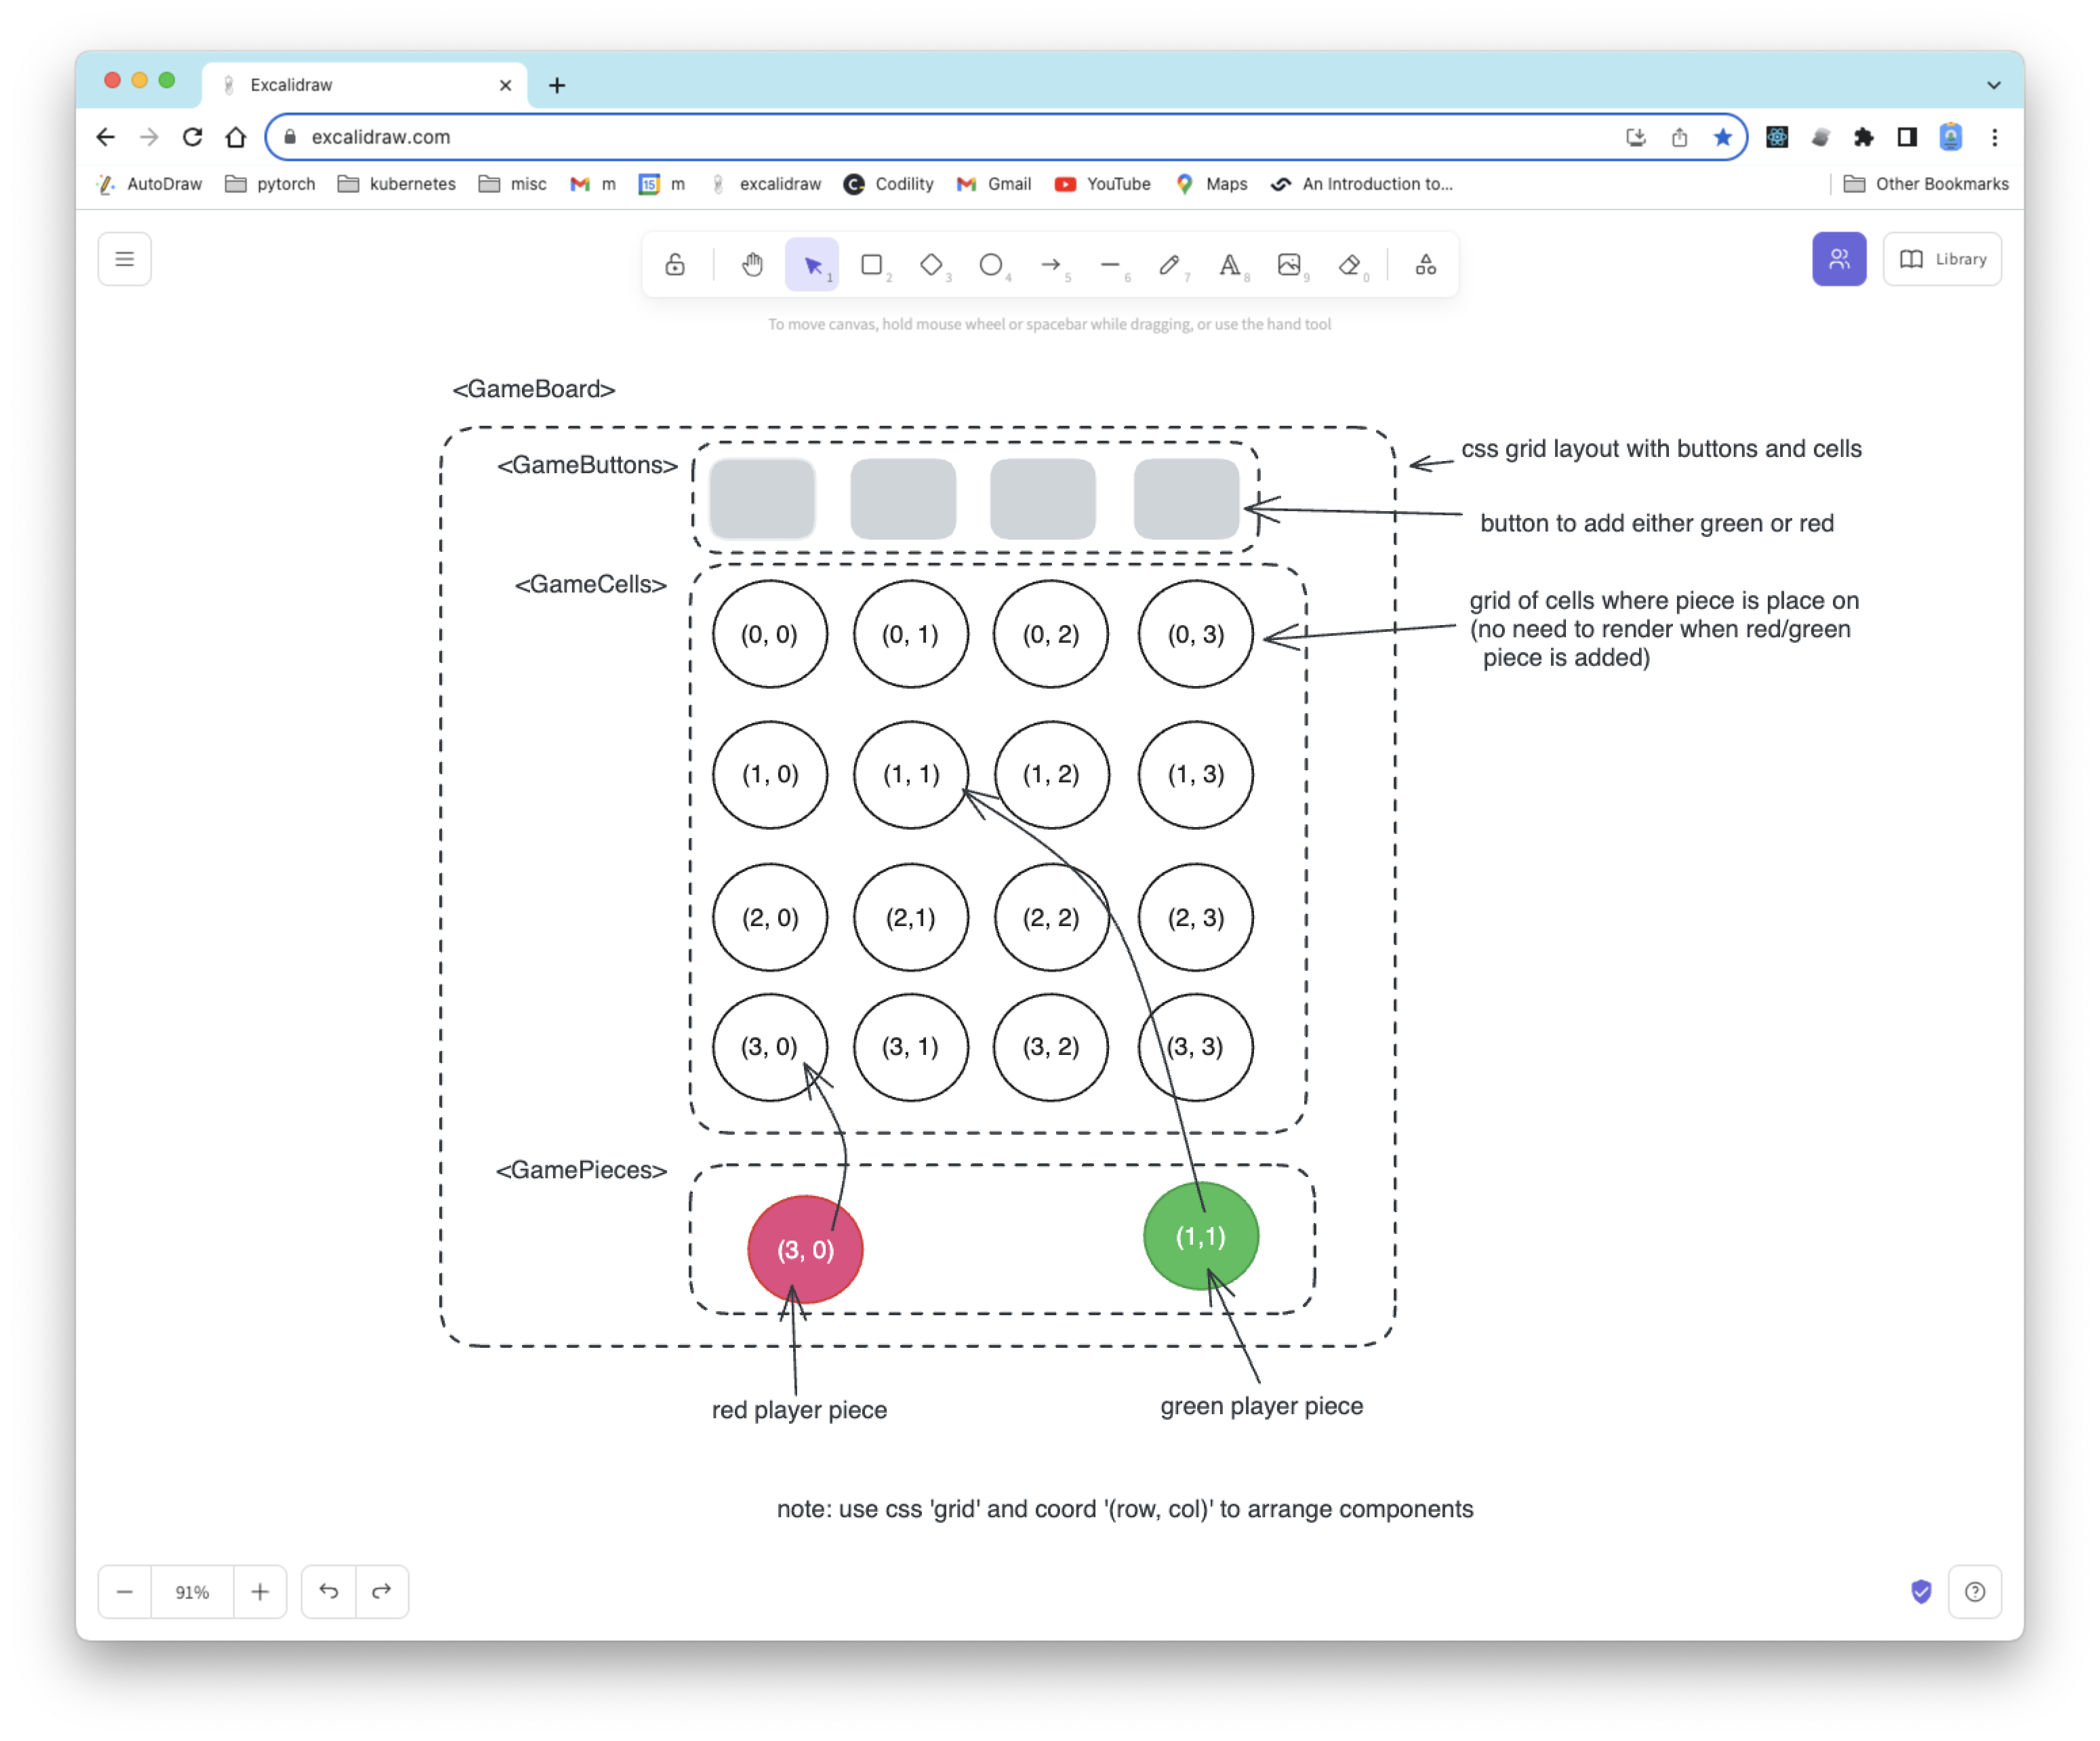 Excalidraw
excalidraw.com
AutoDraw pytorch kubernetes misc m 15 m excalidraw Codility Gmail YouTube Maps An Introduction to... Other Bookmarks
1 2 3 4 5 6 7 8 9 0
Library
To move canvas, hold mouse wheel or spacebar while dragging, or use the hand tool
<GameBoard>
css grid layout with buttons and cells
<GameButtons>
button to add either green or red
<GameCells>
grid of cells where piece is place on
(no need to render when red/green
piece is added)
(0, 0) (0, 1) (0, 2) (0, 3)
(1, 0) (1, 1) (1, 2) (1, 3)
(2, 0) (2,1) (2, 2) (2, 3)
(3, 0) (3, 1) (3, 2) (3, 3)
<GamePieces>
(3, 0) (1,1)
red player piece
green player piece
note: use css 'grid' and coord '(row, col)' to arrange components
91%